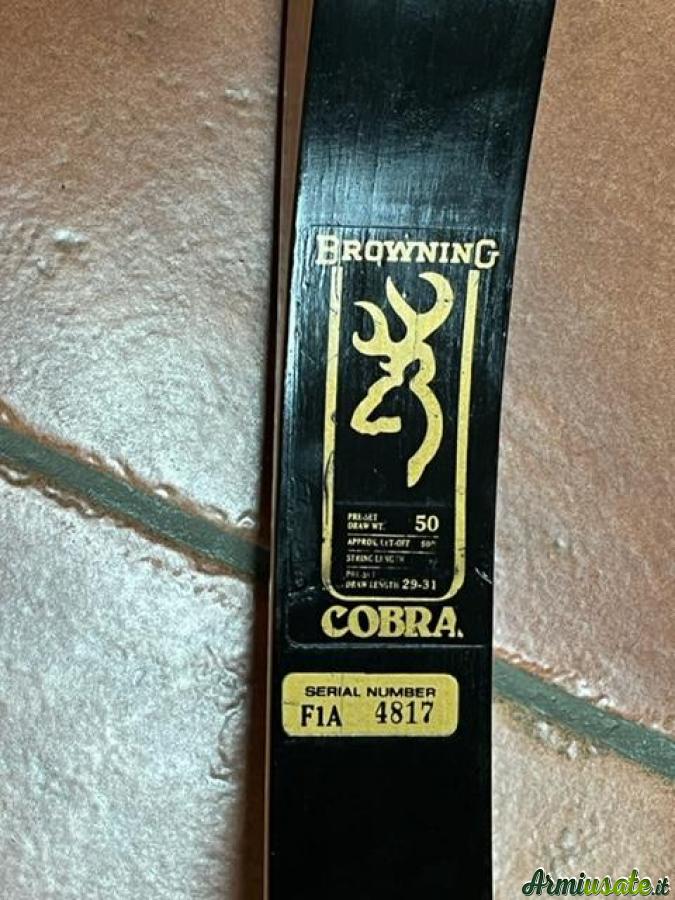 BROWNING
PRE-SET
DRAW WT. 50
APPROX. LET-OFF
STRING LENGTH
PRE-SET
DRAW LENGTH 29-31
COBRA
SERIAL NUMBER
F1A 4817
Armiusate.it